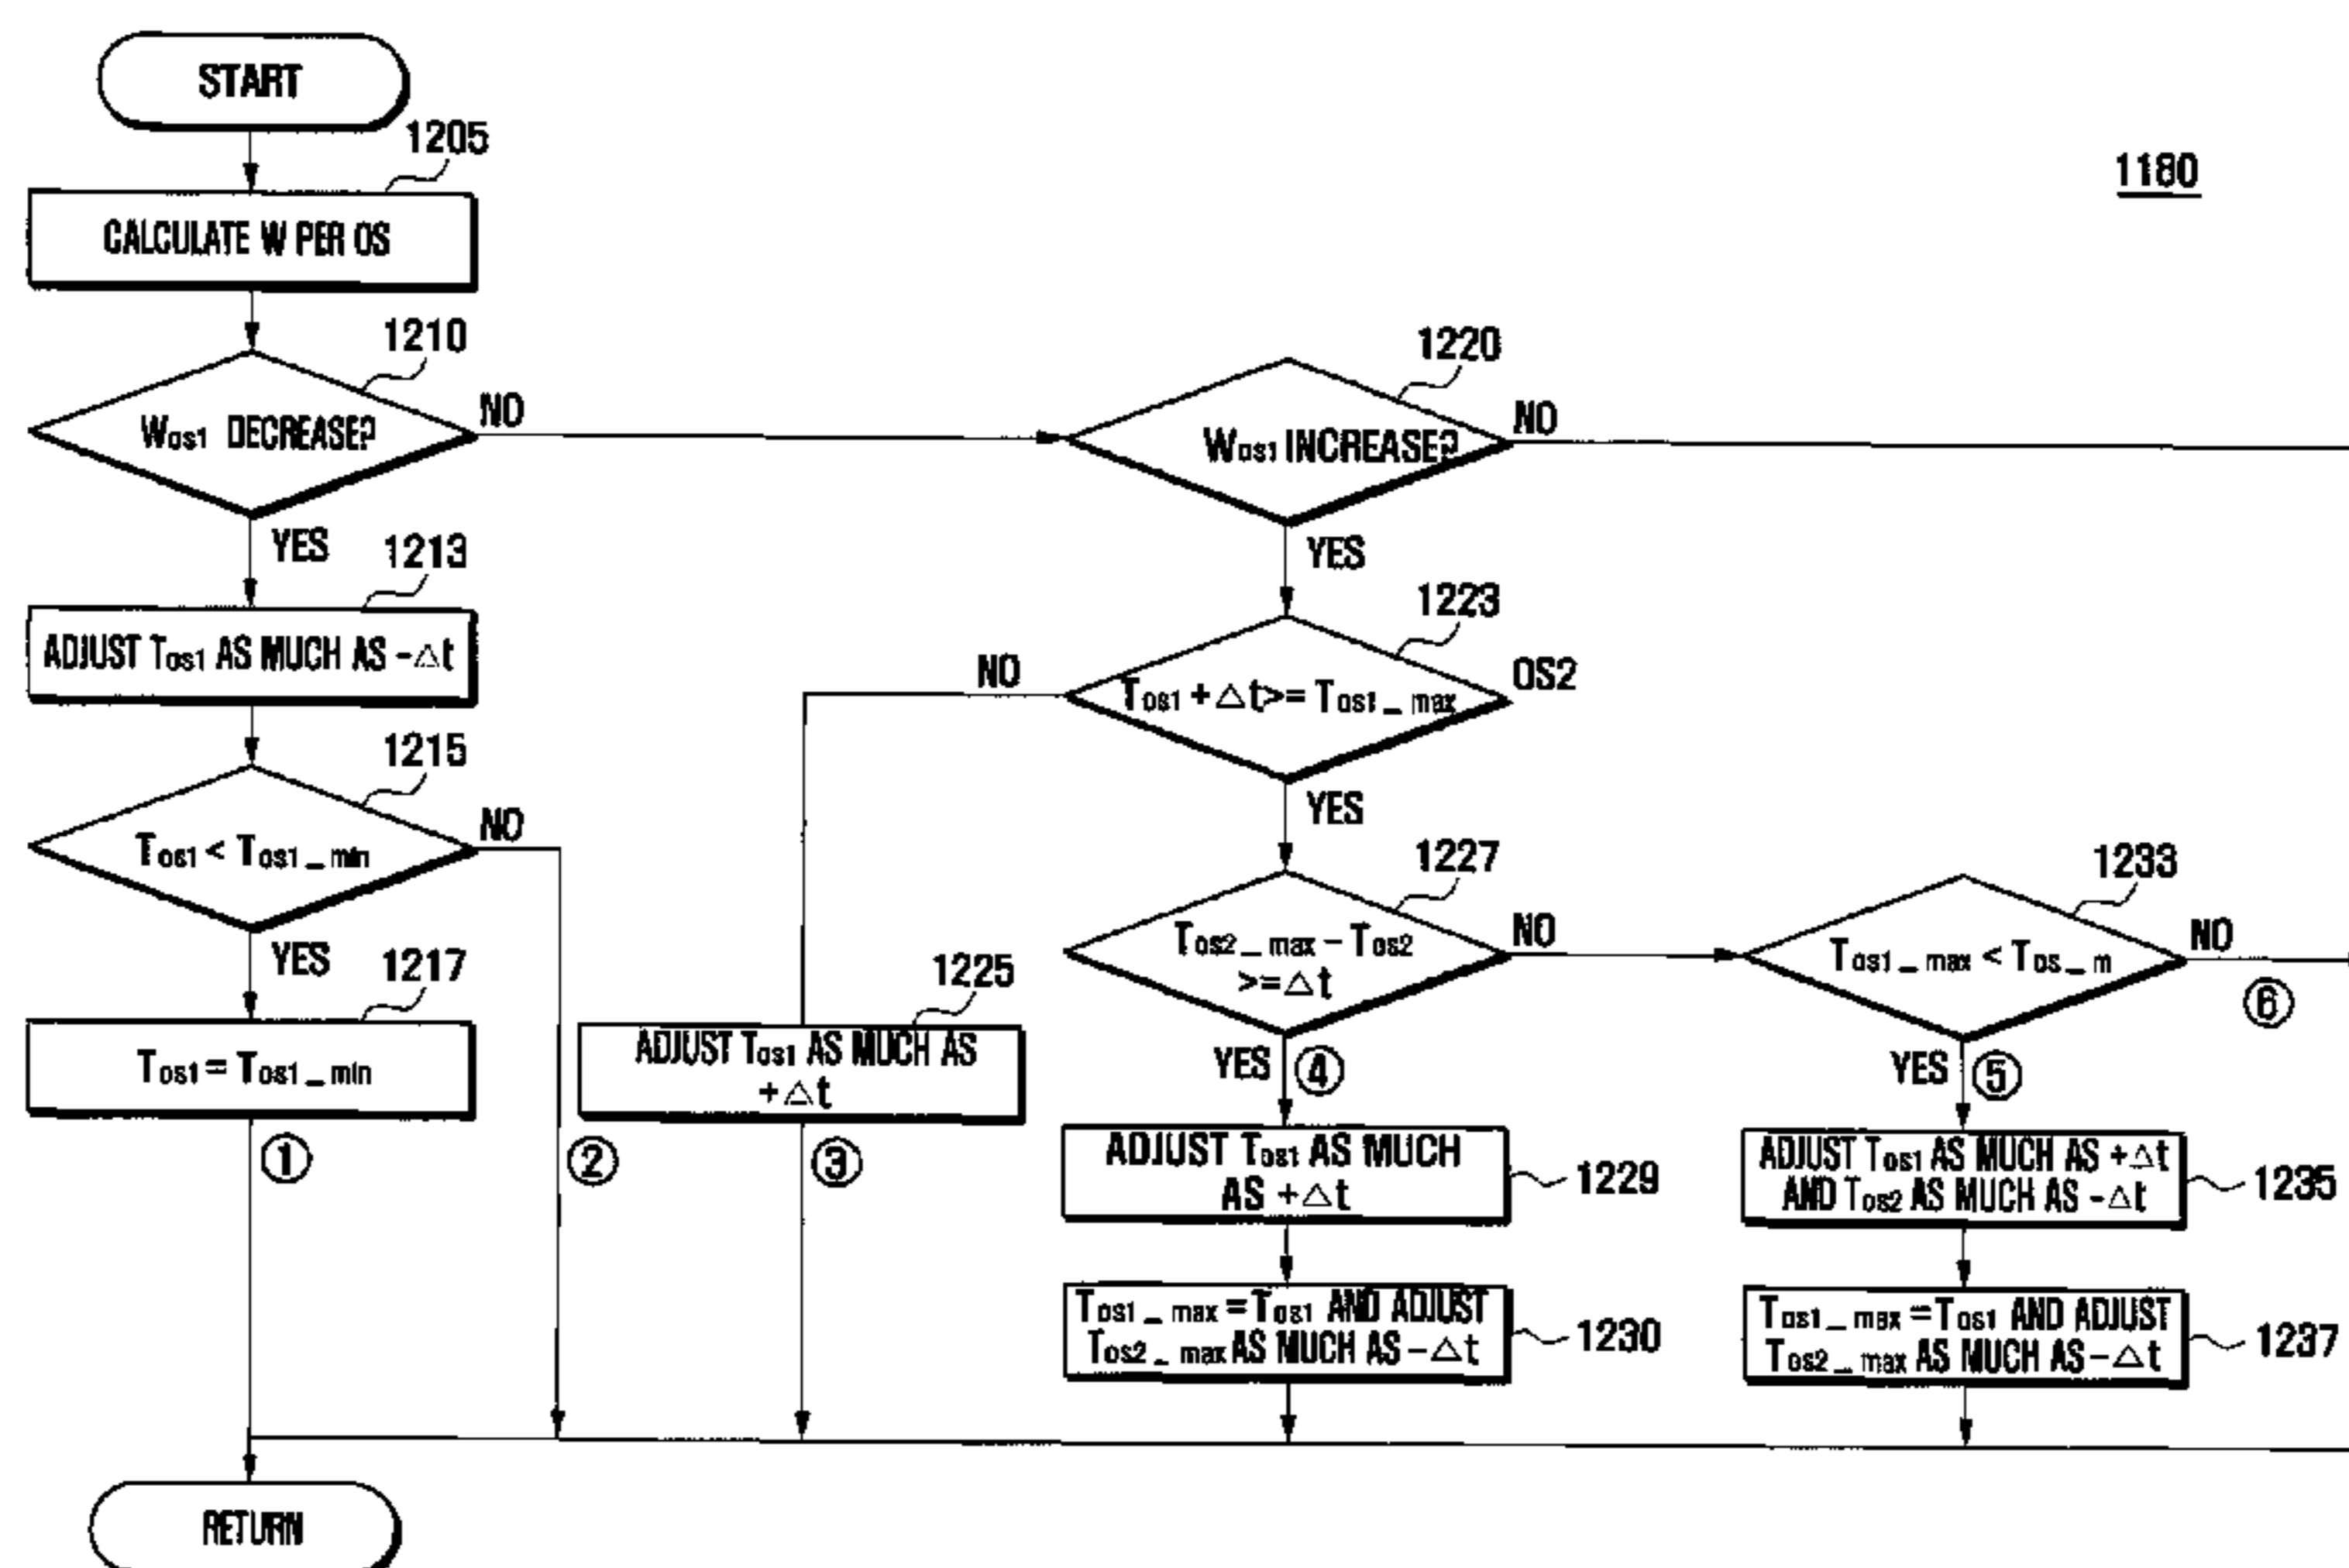 START
1205
1180
CALCULATE W PER OS
1210
Wos1 DECREASE?
NO
1220
Wos1 INCREASE?
NO
YES
1213
ADJUST Tos1 AS MUCH AS -△t
YES
1223
NO
Tos1 + △t>= Tos1_max
OS2
1215
Tos1 < Tos1_min
NO
YES
1227
Tos2_max - Tos2
>=△t
NO
1233
Tos1_max < Tos_m
NO
⑥
YES
1217
Tos1 = Tos1_min
①
②
1225
ADJUST Tos1 AS MUCH AS
+△t
③
YES ④
ADJUST Tos1 AS MUCH
AS +△t
1229
Tos1_max =Tos1 AND ADJUST
Tos2_max AS MUCH AS -△t
1230
YES ⑤
ADJUST Tos1 AS MUCH AS +△t
AND Tos2 AS MUCH AS -△t
1235
Tos1_max =Tos1 AND ADJUST
Tos2_max AS MUCH AS -△t
1237
RETURN